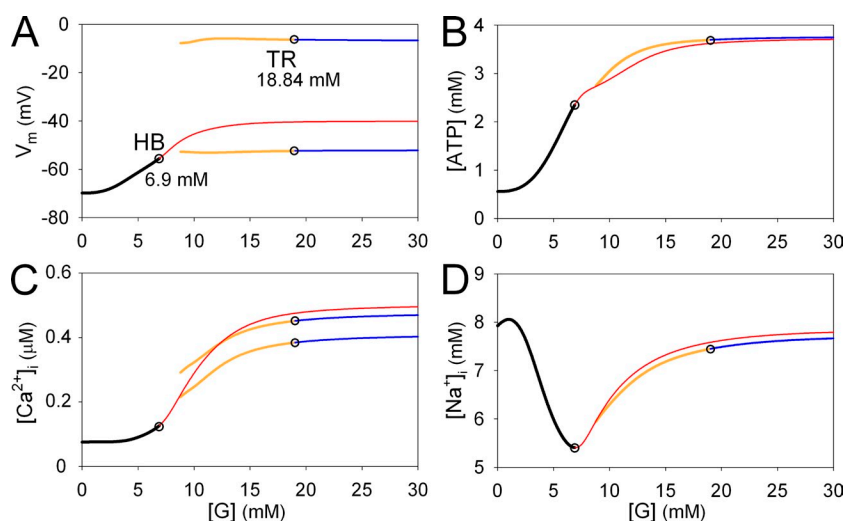 A
V_m (mV)
0
-20
-40
-60
-80
TR
18.84 mM
HB
6.9 mM
0 5 10 15 20 25 30
B
[ATP] (mM)
4
3
2
1
0
0 5 10 15 20 25 30
C
[Ca²⁺]ᵢ (μM)
0.6
0.4
0.2
0
0 5 10 15 20 25 30
[G] (mM)
D
[Na⁺]ᵢ (mM)
9
8
7
6
5
0 5 10 15 20 25 30
[G] (mM)